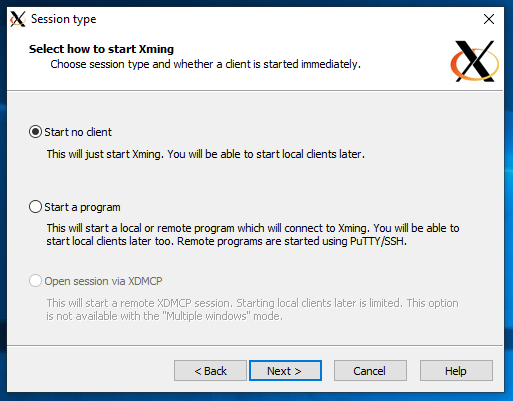 Session type
Select how to start Xming
Choose session type and whether a client is started immediately.
Start no client
This will just start Xming. You will be able to start local clients later.
Start a program
This will start a local or remote program which will connect to Xming. You will be able to
start local clients later too. Remote programs are started using PuTTY/SSH.
Open session via XDMCP
This will start a remote XDMCP session. Starting local clients later is limited. This option
is not available with the "Multiple windows" mode.
< Back Next > Cancel Help